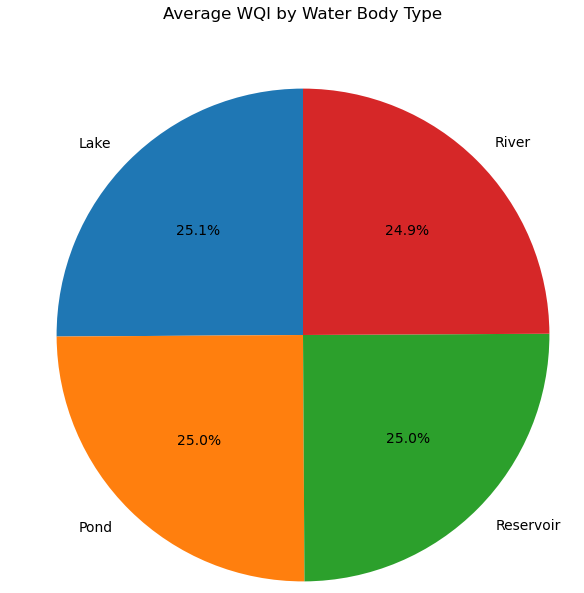 Average WQI by Water Body Type
Lake
River
25.1%
24.9%
25.0%
25.0%
Pond
Reservoir